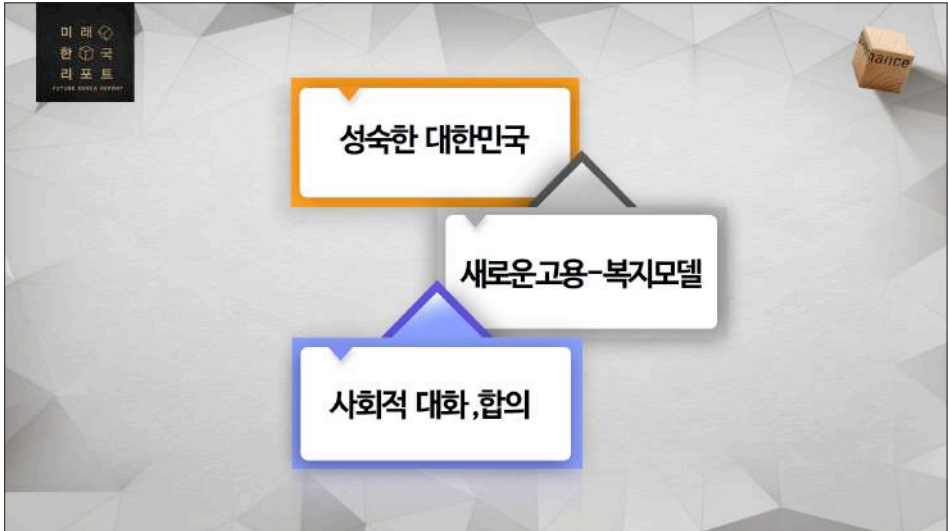 미래
한국
리포트
FUTURE KOREA REPORT
성숙한 대한민국
새로운고용-복지모델
사회적 대화,합의